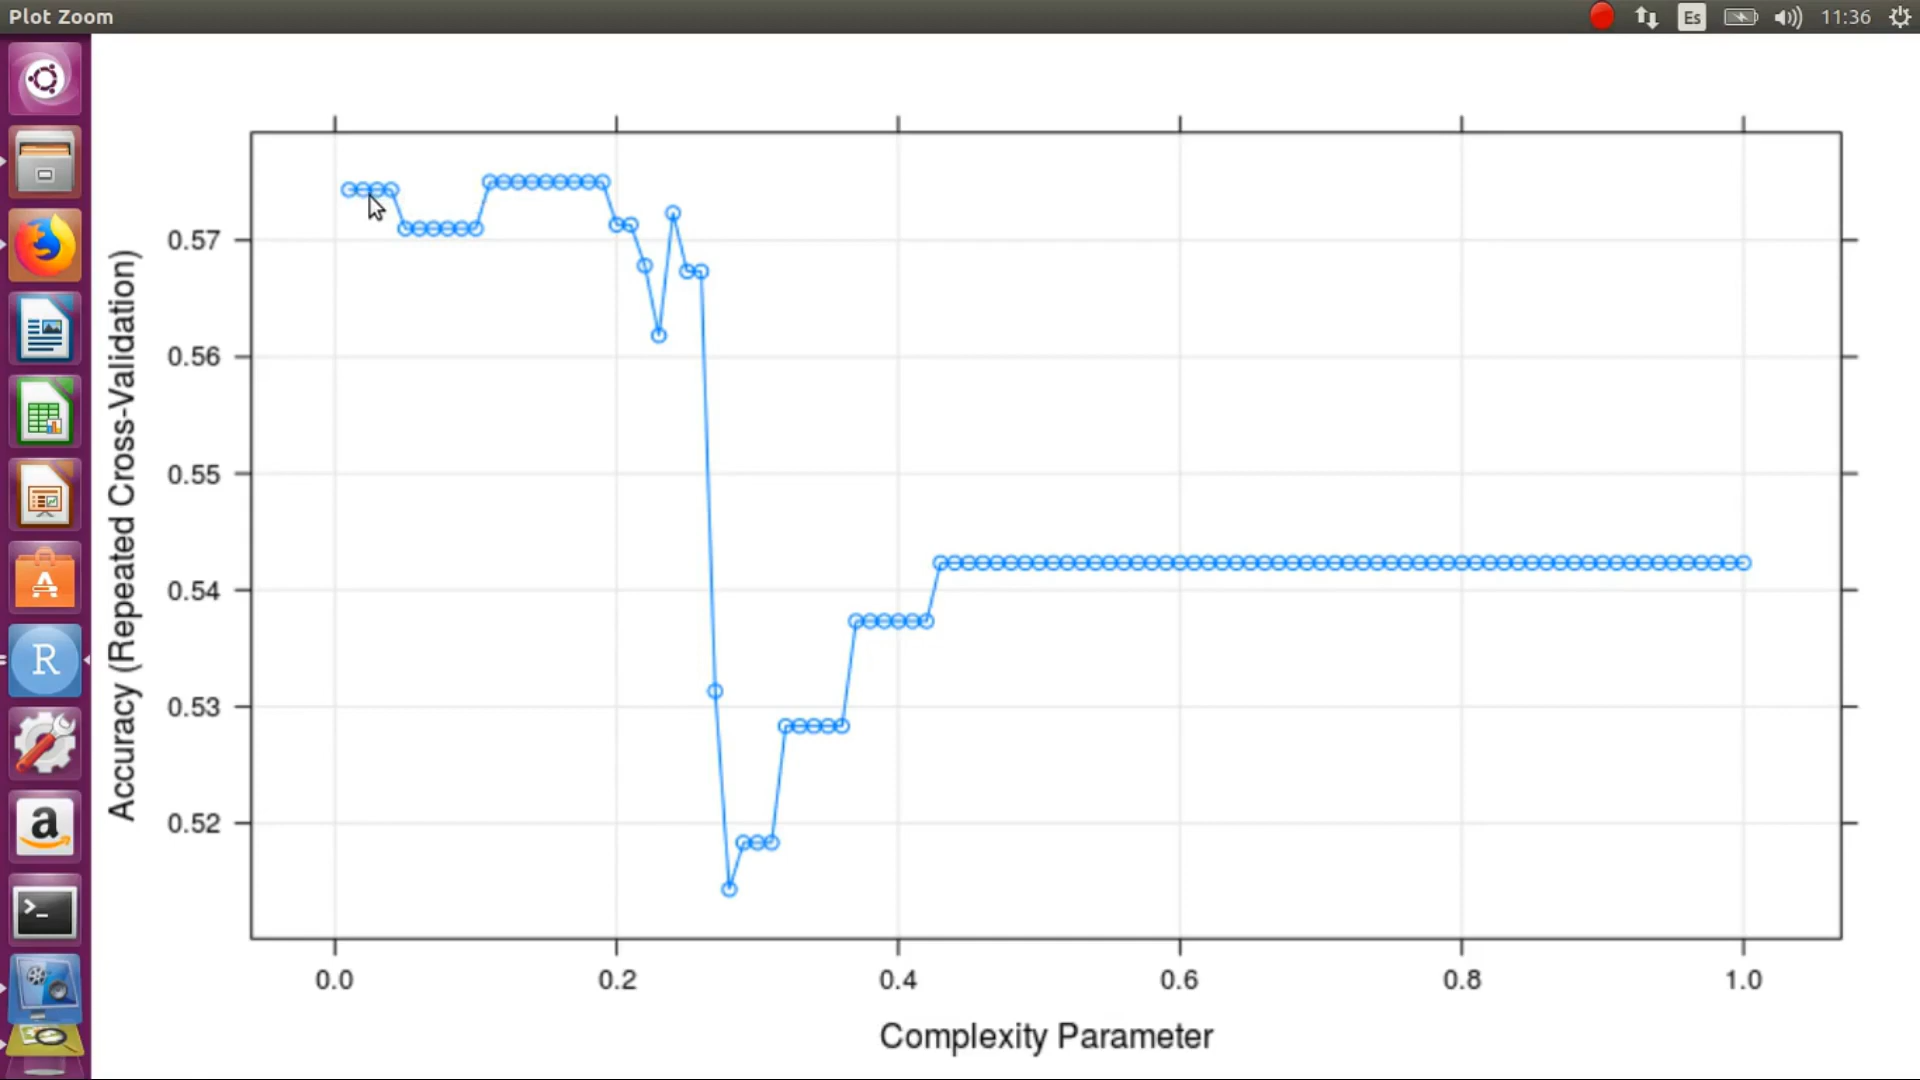 Plot Zoom
Es
11:36
0.57
0.56
0.55
0.54
0.53
0.52
Accuracy (Repeated Cross-Validation)
0.0 0.2 0.4 0.6 0.8 1.0
Complexity Parameter
A
R
a
>_